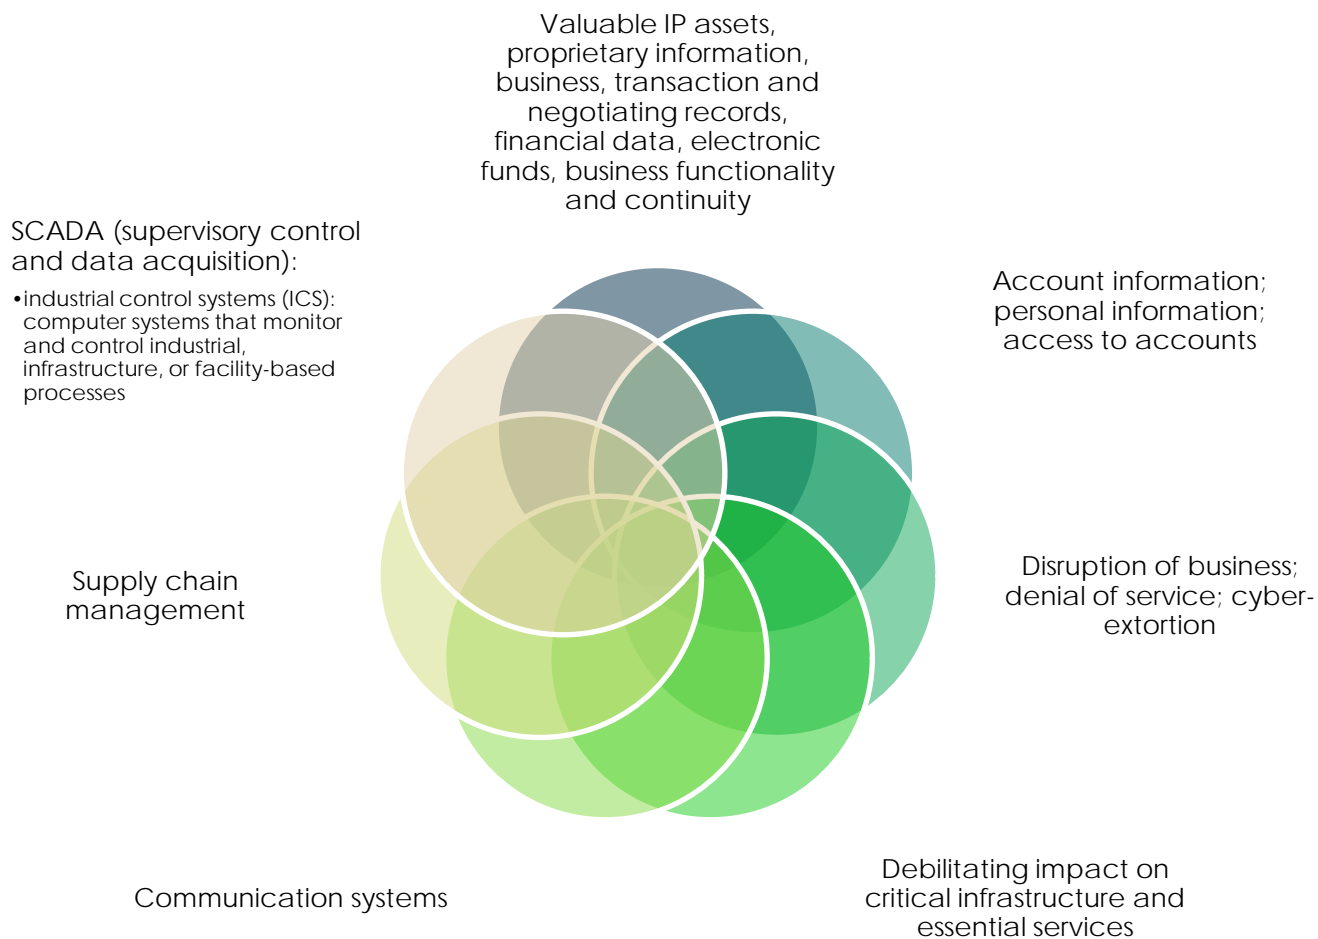 Valuable IP assets,
proprietary information,
business, transaction and
negotiating records,
financial data, electronic
funds, business functionality
and continuity
SCADA (supervisory control
and data acquisition):
•industrial control systems (ICS):
computer systems that monitor
and control industrial,
infrastructure, or facility-based
processes
Account information;
personal information;
access to accounts
Supply chain
management
Disruption of business;
denial of service; cyber-
extortion
Communication systems
Debilitating impact on
critical infrastructure and
essential services